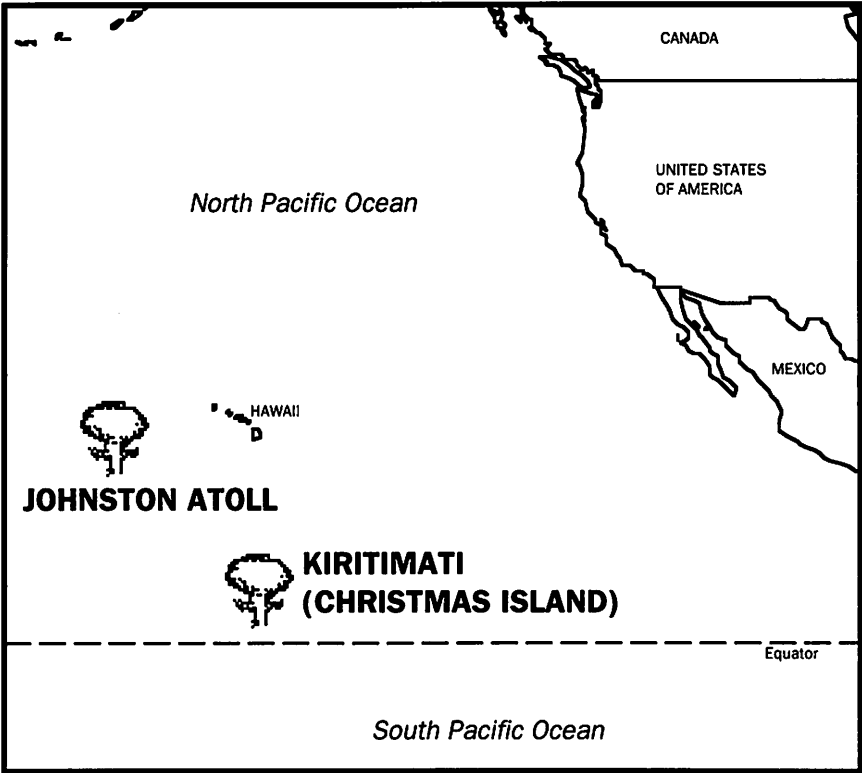 CANADA
UNITED STATES
OF AMERICA
North Pacific Ocean
MEXICO
HAWAII
JOHNSTON ATOLL
KIRITIMATI
(CHRISTMAS ISLAND)
Equator
South Pacific Ocean